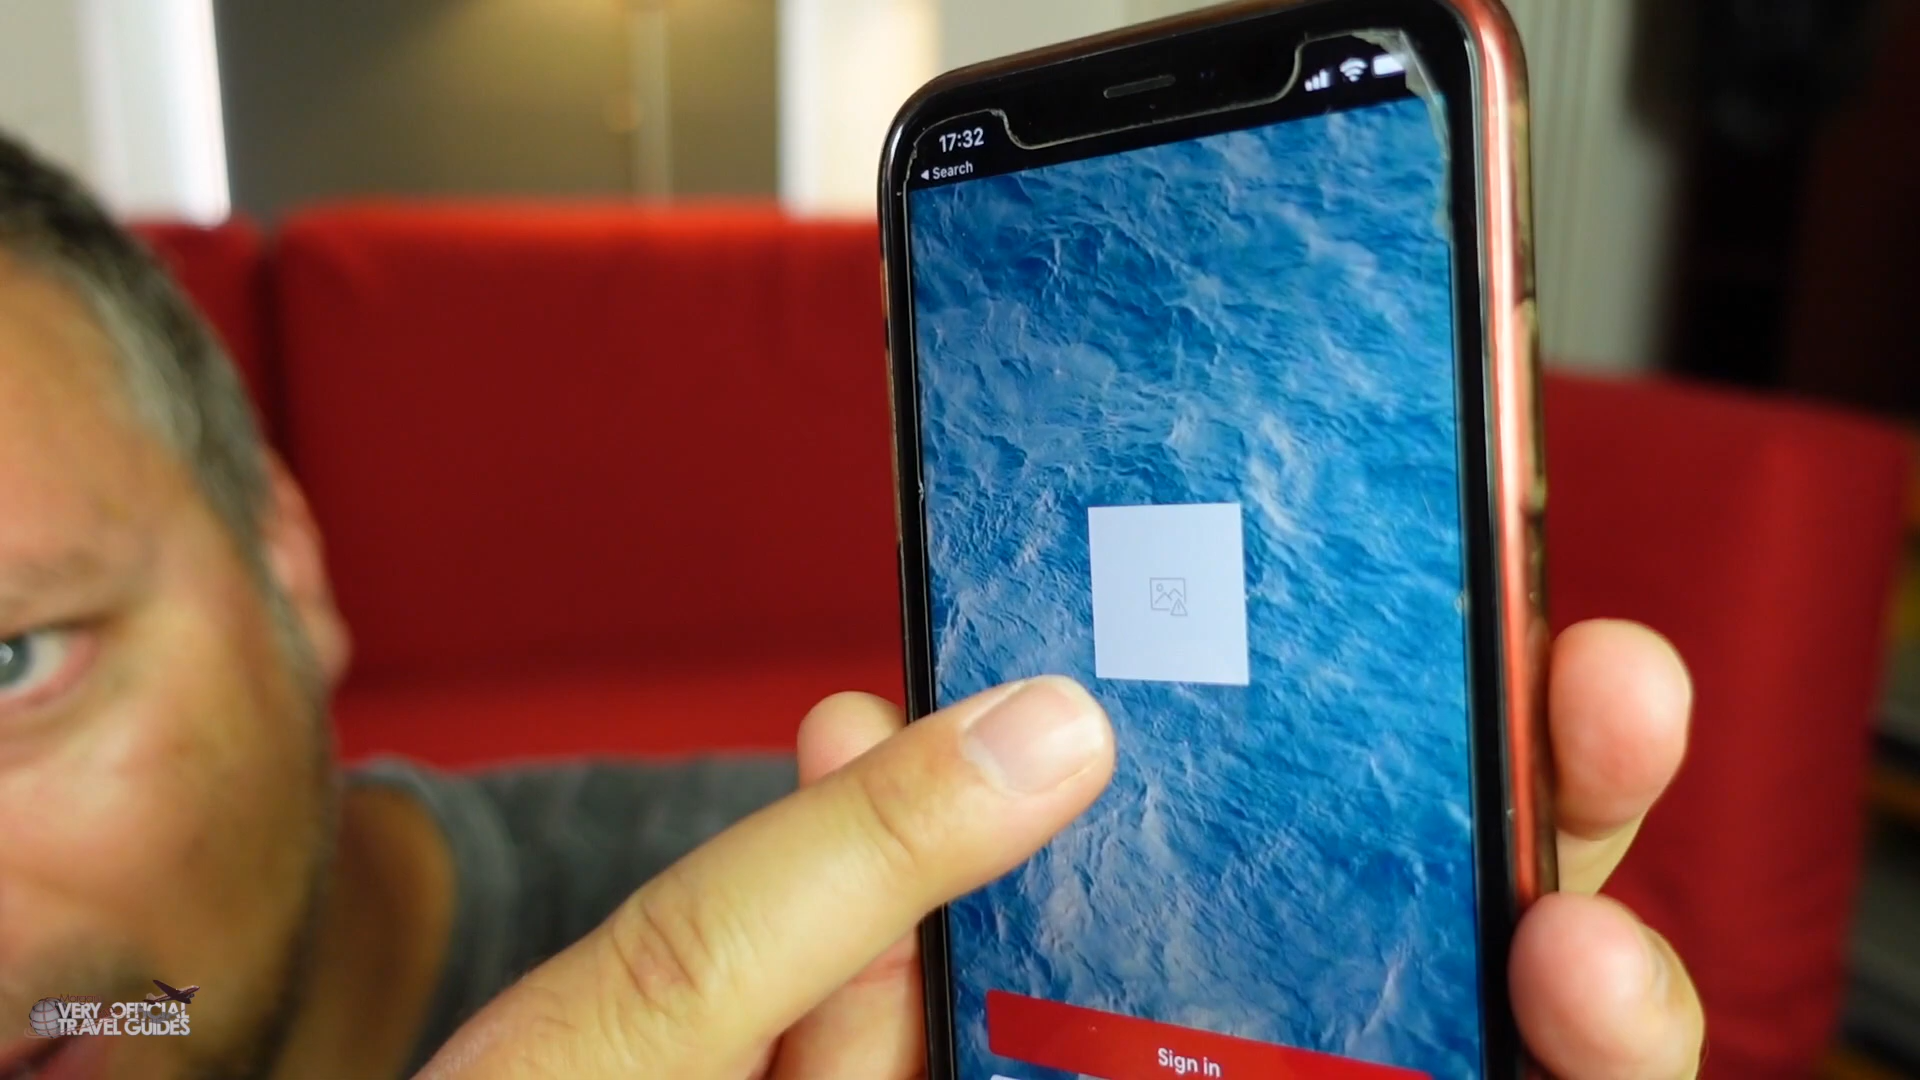 17:32
◀ Search
Sign in
VERY OFFICIAL
TRAVEL GUIDES